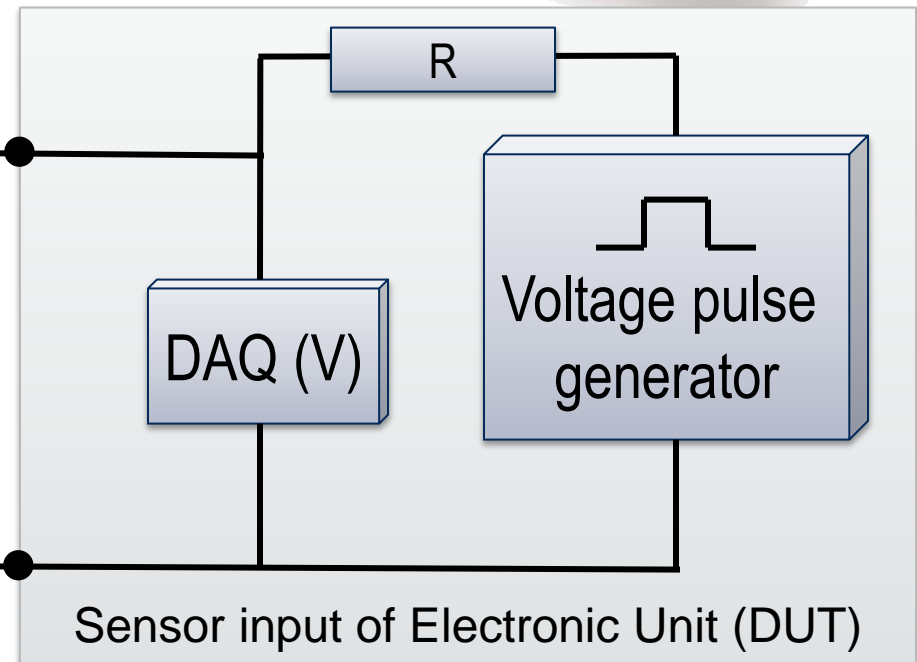 R
DAQ (V)
Voltage pulse
generator
Sensor input of Electronic Unit (DUT)